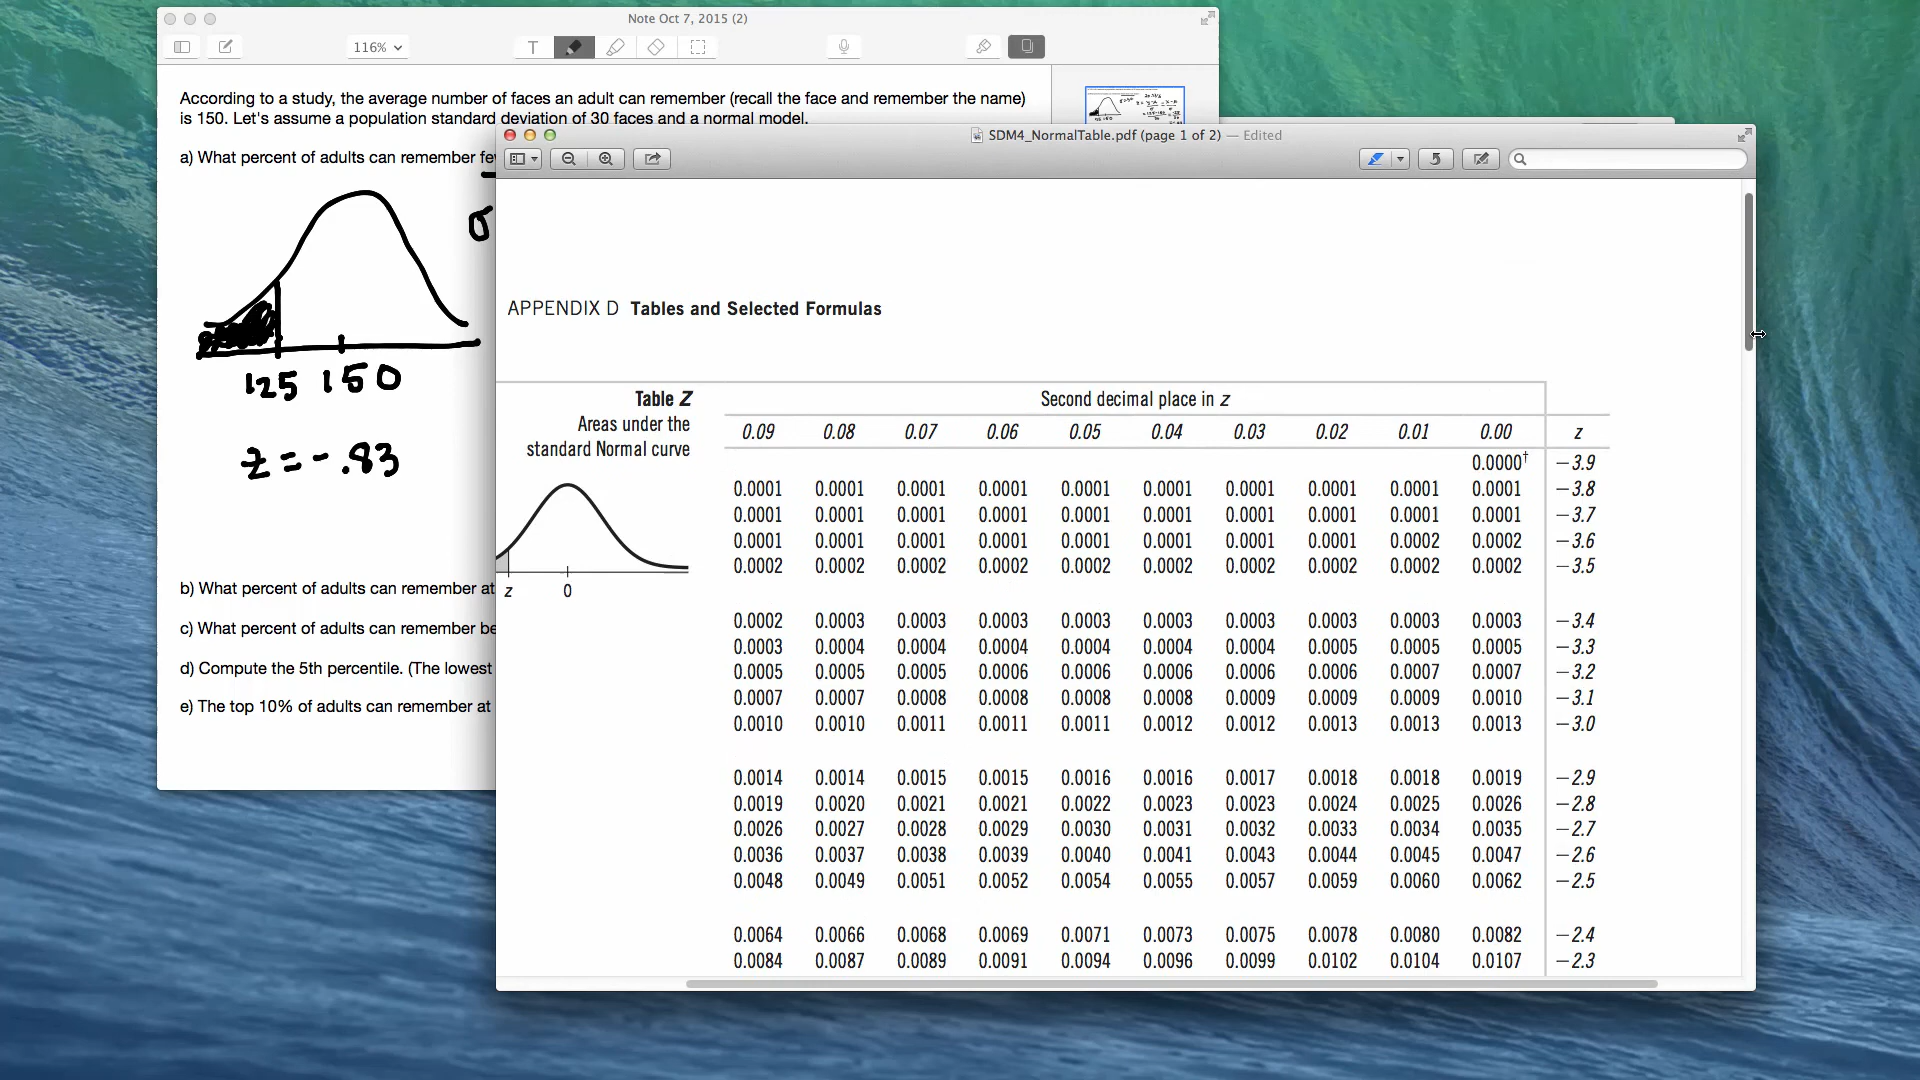 Note Oct 7, 2015 (2)
116%
According to a study, the average number of faces an adult can remember (recall the face and remember the name)
is 150. Let's assume a population standard deviation of 30 faces and a normal model.
a) What percent of adults can remember
σ
125 150
z = -.83
b) What percent of adults can remember at
c) What percent of adults can remember be
d) Compute the 5th percentile. (The lowest
e) The top 10% of adults can remember at
SDM4_NormalTable.pdf (page 1 of 2) — Edited
APPENDIX D Tables and Selected Formulas
Table Z
Areas under the
standard Normal curve
z 0
Second decimal place in z
0.09 0.08 0.07 0.06 0.05 0.04 0.03 0.02 0.01 0.00 z
0.0000† −3.9
0.0001 0.0001 0.0001 0.0001 0.0001 0.0001 0.0001 0.0001 0.0001 0.0001 −3.8
0.0001 0.0001 0.0001 0.0001 0.0001 0.0001 0.0001 0.0001 0.0001 0.0001 −3.7
0.0001 0.0001 0.0001 0.0001 0.0001 0.0001 0.0001 0.0001 0.0002 0.0002 −3.6
0.0002 0.0002 0.0002 0.0002 0.0002 0.0002 0.0002 0.0002 0.0002 0.0002 −3.5
0.0002 0.0003 0.0003 0.0003 0.0003 0.0003 0.0003 0.0003 0.0003 0.0003 −3.4
0.0003 0.0004 0.0004 0.0004 0.0004 0.0004 0.0004 0.0005 0.0005 0.0005 −3.3
0.0005 0.0005 0.0005 0.0006 0.0006 0.0006 0.0006 0.0006 0.0007 0.0007 −3.2
0.0007 0.0007 0.0008 0.0008 0.0008 0.0008 0.0009 0.0009 0.0009 0.0010 −3.1
0.0010 0.0010 0.0011 0.0011 0.0011 0.0012 0.0012 0.0013 0.0013 0.0013 −3.0
0.0014 0.0014 0.0015 0.0015 0.0016 0.0016 0.0017 0.0018 0.0018 0.0019 −2.9
0.0019 0.0020 0.0021 0.0021 0.0022 0.0023 0.0023 0.0024 0.0025 0.0026 −2.8
0.0026 0.0027 0.0028 0.0029 0.0030 0.0031 0.0032 0.0033 0.0034 0.0035 −2.7
0.0036 0.0037 0.0038 0.0039 0.0040 0.0041 0.0043 0.0044 0.0045 0.0047 −2.6
0.0048 0.0049 0.0051 0.0052 0.0054 0.0055 0.0057 0.0059 0.0060 0.0062 −2.5
0.0064 0.0066 0.0068 0.0069 0.0071 0.0073 0.0075 0.0078 0.0080 0.0082 −2.4
0.0084 0.0087 0.0089 0.0091 0.0094 0.0096 0.0099 0.0102 0.0104 0.0107 −2.3